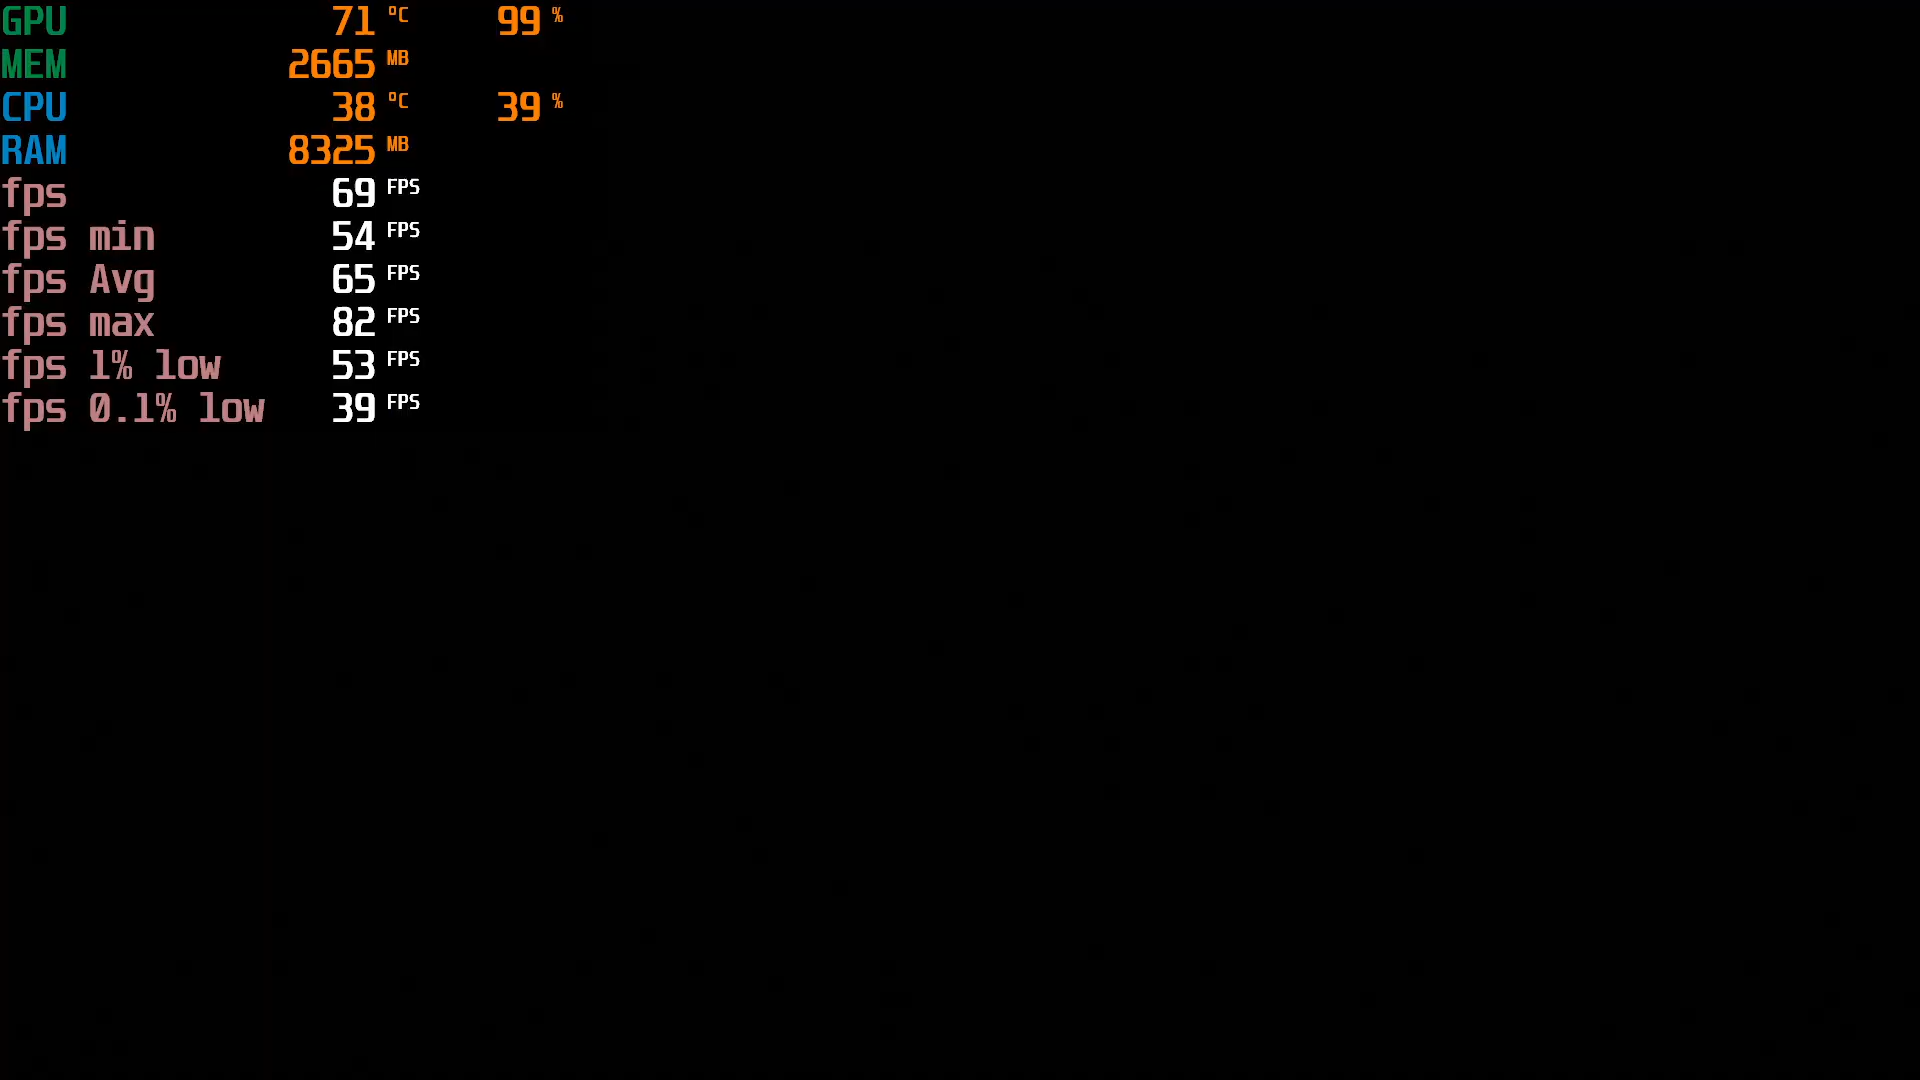 GPU 71 °C 99 %
MEM 2665 MB
CPU 38 °C 39 %
RAM 8325 MB
fps 69 FPS
fps min 54 FPS
fps Avg 65 FPS
fps max 82 FPS
fps 1% low 53 FPS
fps 0.1% low 39 FPS